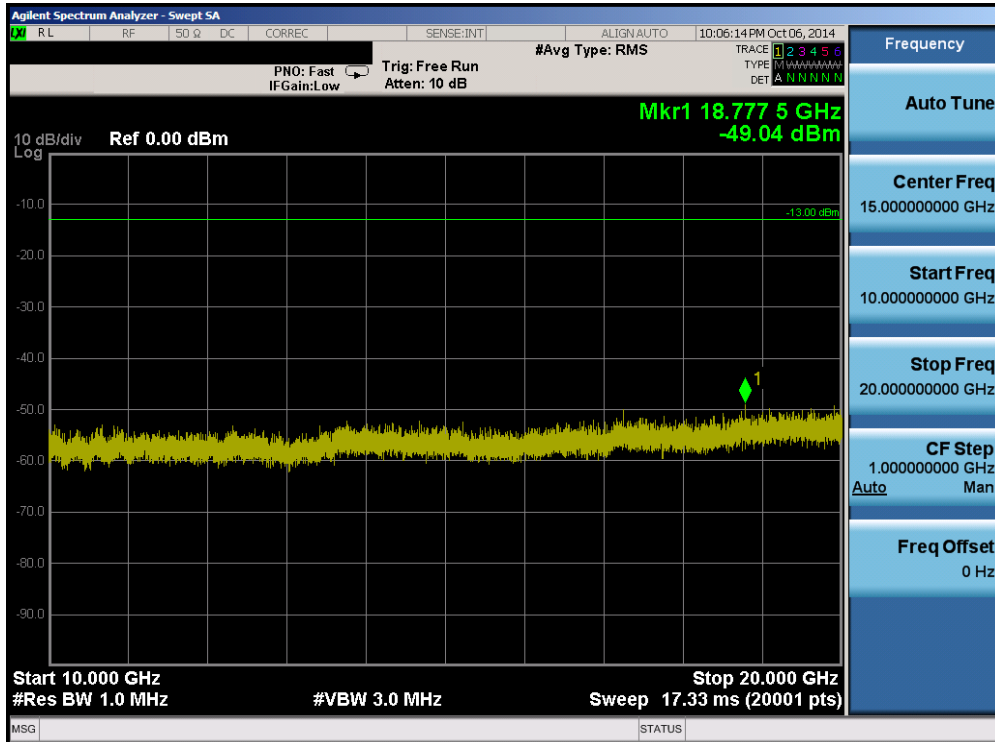 Agilent Spectrum Analyzer - Swept SA
LXI RL RF 50 Ω DC CORREC SENSE:INT ALIGN AUTO 10:06:14 PM Oct 06, 2014
#Avg Type: RMS TRACE 1 2 3 4 5 6
PNO: Fast Trig: Free Run TYPE M WWWWW
IFGain:Low Atten: 10 dB DET A N N N N N
Mkr1 18.777 5 GHz
-49.04 dBm
10 dB/div Ref 0.00 dBm
Log
-10.0
-13.00 dBm
-20.0
-30.0
-40.0
1
-50.0
-60.0
-70.0
-80.0
-90.0
Start 10.000 GHz Stop 20.000 GHz
#Res BW 1.0 MHz #VBW 3.0 MHz Sweep 17.33 ms (20001 pts)
MSG STATUS
Frequency
Auto Tune
Center Freq
15.000000000 GHz
Start Freq
10.000000000 GHz
Stop Freq
20.000000000 GHz
CF Step
1.000000000 GHz
Auto Man
Freq Offset
0 Hz